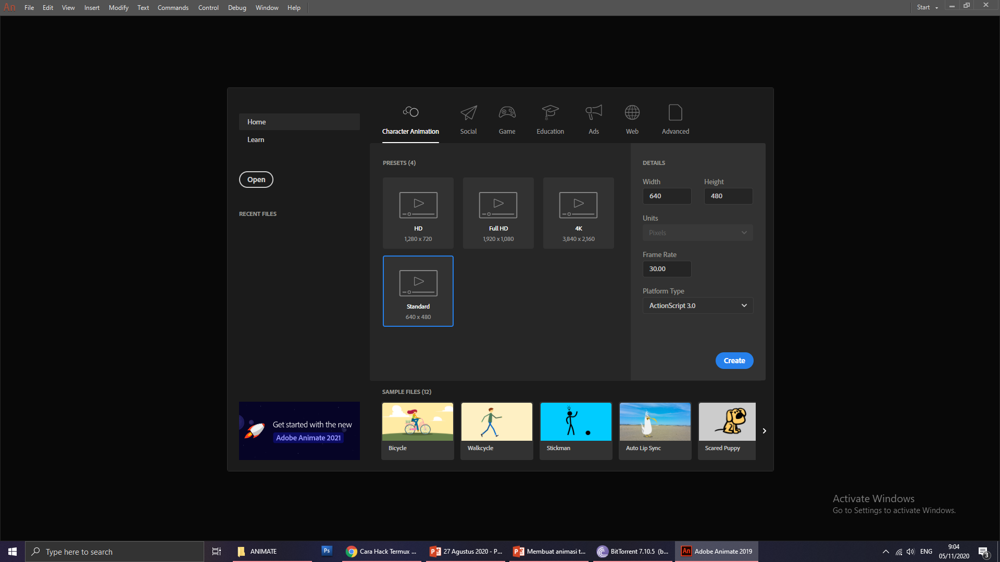 An File Edit View Insert Modify Text Commands Control Debug Window Help Start
Home
Learn
Open
RECENT FILES
Get started with the new
Adobe Animate 2021
Character Animation Social Game Education Ads Web Advanced
PRESETS (4)
HD
1,280 x 720
Full HD
1,920 x 1,080
4K
3,840 x 2,160
Standard
640 x 480
DETAILS
Width Height
640 480
Units
Pixels
Frame Rate
30.00
Platform Type
ActionScript 3.0
Create
SAMPLE FILES (12)
Bicycle Walkcycle Stickman Auto Lip Sync Scared Puppy
Activate Windows
Go to Settings to activate Windows.
Type here to search ANIMATE Ps Cara Hack Termux ... 27 Agustus 2020 - P... Membuat animasi t... BitTorrent 7.10.5 (b... An Adobe Animate 2019 ENG
9:04
05/11/2020
3